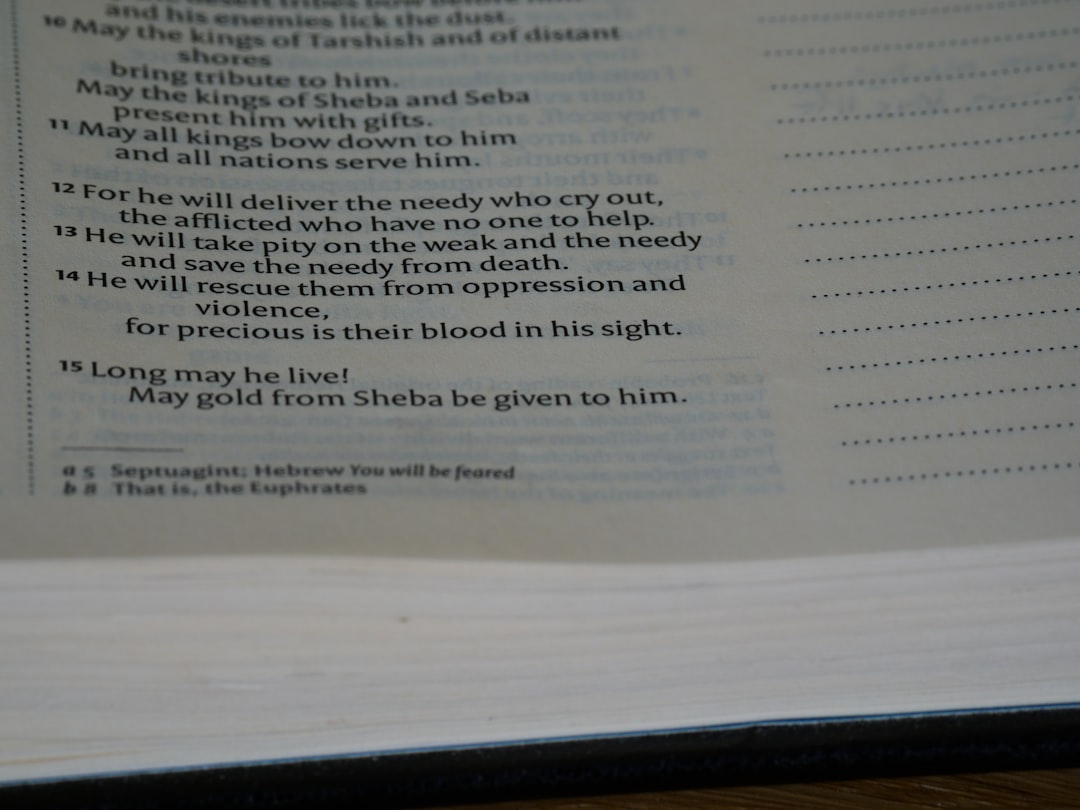 and his enemies lick the dust.
10 May the kings of Tarshish and of distant
shores
bring tribute to him.
May the kings of Sheba and Seba
present him with gifts.
11 May all kings bow down to him
and all nations serve him.
12 For he will deliver the needy who cry out,
the afflicted who have no one to help.
13 He will take pity on the weak and the needy
and save the needy from death.
14 He will rescue them from oppression and
violence,
for precious is their blood in his sight.
15 Long may he live!
May gold from Sheba be given to him.
a 5 Septuagint; Hebrew You will be feared
b 8 That is, the Euphrates